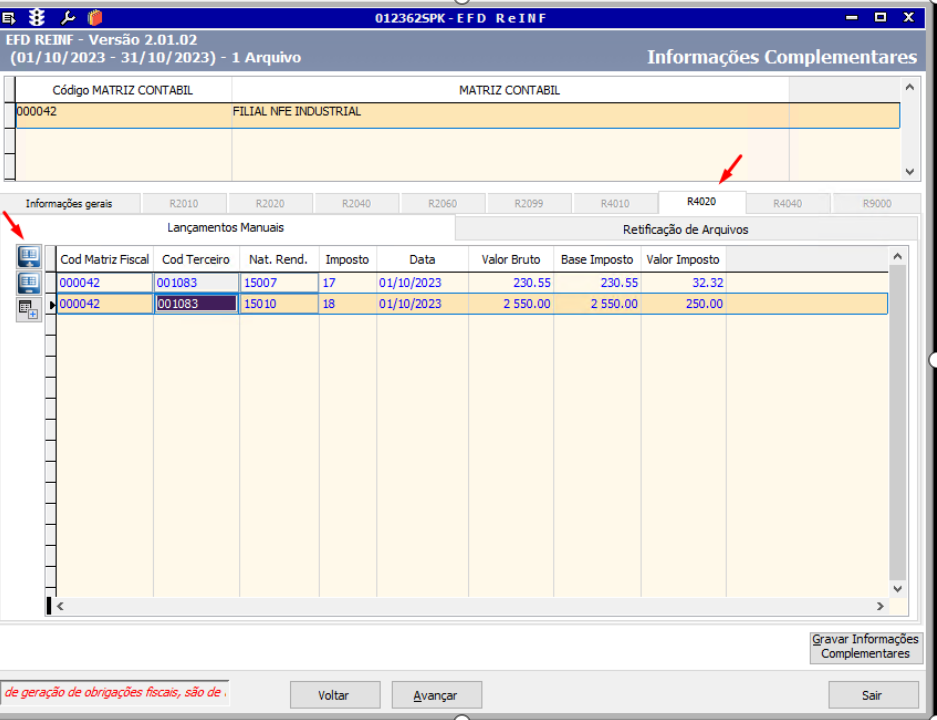 012362SPK - EFD ReINF
EFD REINF - Versão 2.01.02
(01/10/2023 - 31/10/2023) - 1 Arquivo
Informações Complementares
Código MATRIZ CONTABIL MATRIZ CONTABIL
000042 FILIAL NFE INDUSTRIAL
Informações gerais R2010 R2020 R2040 R2060 R2099 R4010 R4020 R4040 R9000
Lançamentos Manuais Retificação de Arquivos
Cod Matriz Fiscal Cod Terceiro Nat. Rend. Imposto Data Valor Bruto Base Imposto Valor Imposto
000042 001083 15007 17 01/10/2023 230.55 230.55 32.32
000042 001083 15010 18 01/10/2023 2 550.00 2 550.00 250.00
Gravar Informações
Complementares
de geração de obrigações fiscais, são de
Voltar Avançar Sair